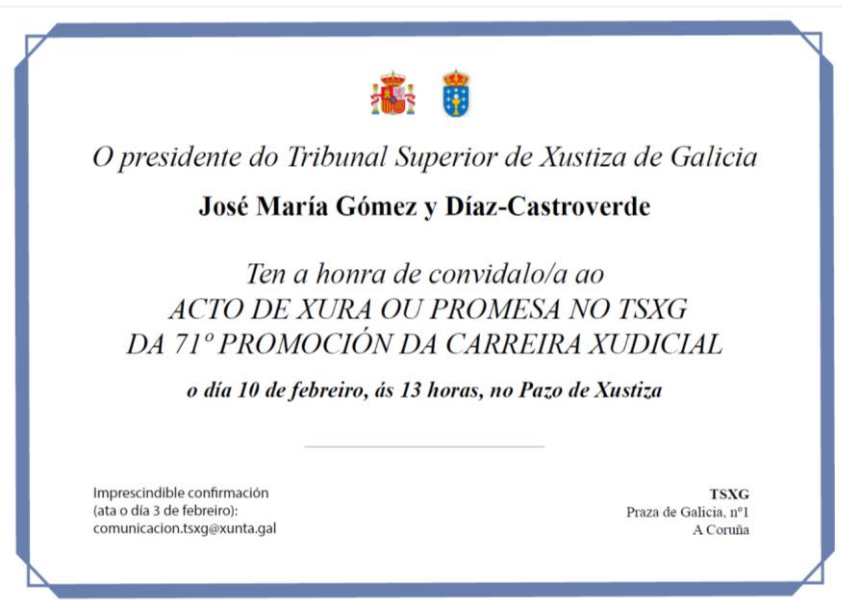 O presidente do Tribunal Superior de Xustiza de Galicia
José María Gómez y Díaz-Castroverde
Ten a honra de convidalo/a ao
ACTO DE XURA OU PROMESA NO TSXG
DA 71º PROMOCIÓN DA CARREIRA XUDICIAL
o día 10 de febreiro, ás 13 horas, no Pazo de Xustiza
Imprescindible confirmación
(ata o día 3 de febreiro):
comunicacion.tsxg@xunta.gal
TSXG
Praza de Galicia, nº1
A Coruña